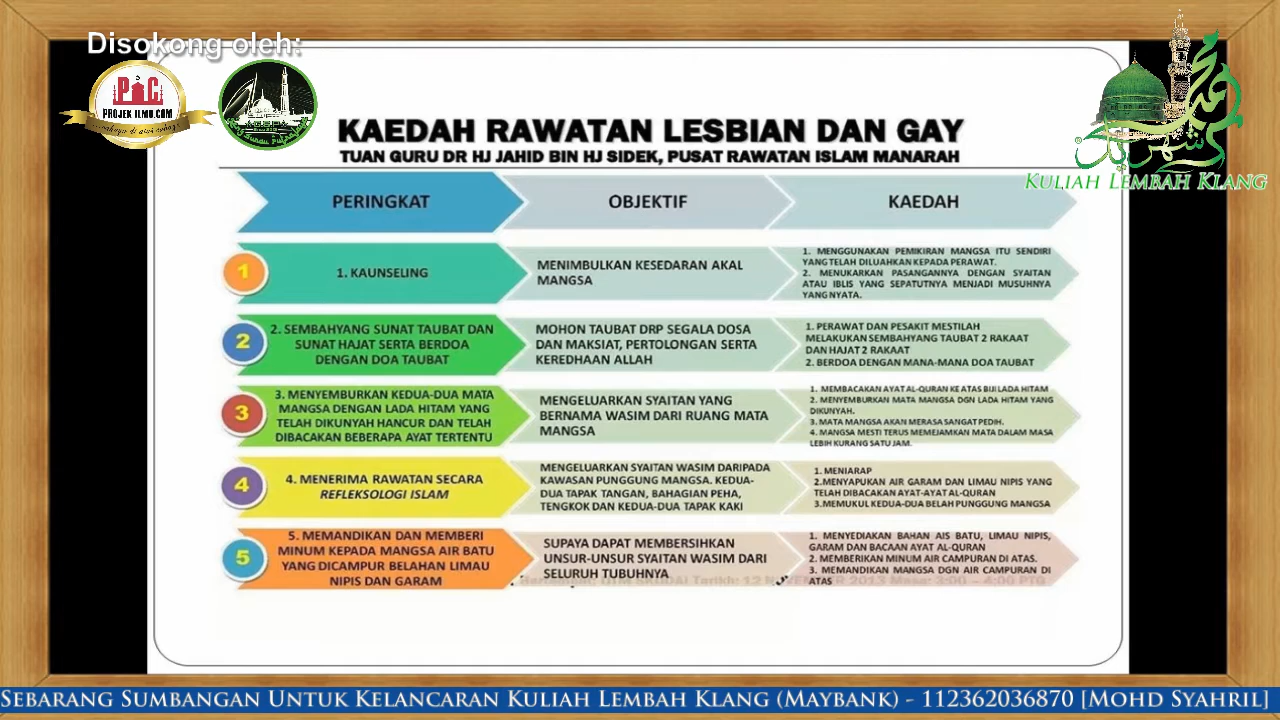 Disokong oleh:
PIC
PROJEK ILMU.COM
KULIAH LEMBAH KLANG
KAEDAH RAWATAN LESBIAN DAN GAY
TUAN GURU DR HJ JAHID BIN HJ SIDEK, PUSAT RAWATAN ISLAM MANARAH
PERINGKAT
OBJEKTIF
KAEDAH
1
1. KAUNSELING
MENIMBULKAN KESEDARAN AKAL
MANGSA
1. MENGGUNAKAN PEMIKIRAN MANGSA ITU SENDIRI
YANG TELAH DILUAHKAN KEPADA PERAWAT.
2. MENUKARKAN PASANGANNYA DENGAN SYAITAN
ATAU IBLIS YANG SEPATUTNYA MENJADI MUSUHNYA
YANG NYATA.
2
2. SEMBAHYANG SUNAT TAUBAT DAN
SUNAT HAJAT SERTA BERDOA
DENGAN DOA TAUBAT
MOHON TAUBAT DRP SEGALA DOSA
DAN MAKSIAT, PERTOLONGAN SERTA
KEREDHAAN ALLAH
1. PERAWAT DAN PESAKIT MESTILAH
MELAKUKAN SEMBAHYANG TAUBAT 2 RAKAAT
DAN HAJAT 2 RAKAAT
2. BERDOA DENGAN MANA-MANA DOA TAUBAT
3
3. MENYEMBURKAN KEDUA-DUA MATA
MANGSA DENGAN LADA HITAM YANG
TELAH DIKUNYAH HANCUR DAN TELAH
DIBACAKAN BEBERAPA AYAT TERTENTU
MENGELUARKAN SYAITAN YANG
BERNAMA WASIM DARI RUANG MATA
MANGSA
1. MEMBACAKAN AYAT AL-QURAN KE ATAS BIJI LADA HITAM
2. MENYEMBURKAN MATA MANGSA DGN LADA HITAM YANG
DIKUNYAH.
3. MATA MANGSA AKAN MERASA SANGAT PEDIH.
4. MANGSA MESTI TERUS MEMEJAMKAN MATA DALAM MASA
LEBIH KURANG SATU JAM.
4
4. MENERIMA RAWATAN SECARA
REFLEKSOLOGI ISLAM
MENGELUARKAN SYAITAN WASIM DARIPADA
KAWASAN PUNGGUNG MANGSA. KEDUA-
DUA TAPAK TANGAN, BAHAGIAN PEHA,
TENGKOK DAN KEDUA-DUA TAPAK KAKI
1. MENIARAP
2.MENYAPUKAN AIR GARAM DAN LIMAU NIPIS YANG
TELAH DIBACAKAN AYAT-AYAT AL-QURAN
3.MEMUKUL KEDUA-DUA BELAH PUNGGUNG MANGSA
5
5. MEMANDIKAN DAN MEMBERI
MINUM KEPADA MANGSA AIR BATU
YANG DICAMPUR BELAHAN LIMAU
NIPIS DAN GARAM
SUPAYA DAPAT MEMBERSIHKAN
UNSUR-UNSUR SYAITAN WASIM DARI
SELURUH TUBUHNYA
1. MENYEDIAKAN BAHAN AIS BATU, LIMAU NIPIS,
GARAM DAN BACAAN AYAT AL-QURAN
2. MEMBERIKAN MINUM AIR CAMPURAN DI ATAS.
3. MEMANDIKAN MANGSA DGN AIR CAMPURAN DI
ATAS
Tarikh: 12 NOVEMBER 2013 Masa: 3:00 – 4:00 PTG
SEBARANG SUMBANGAN UNTUK KELANCARAN KULIAH LEMBAH KLANG (MAYBANK) - 112362036870 [MOHD SYAHRIL]